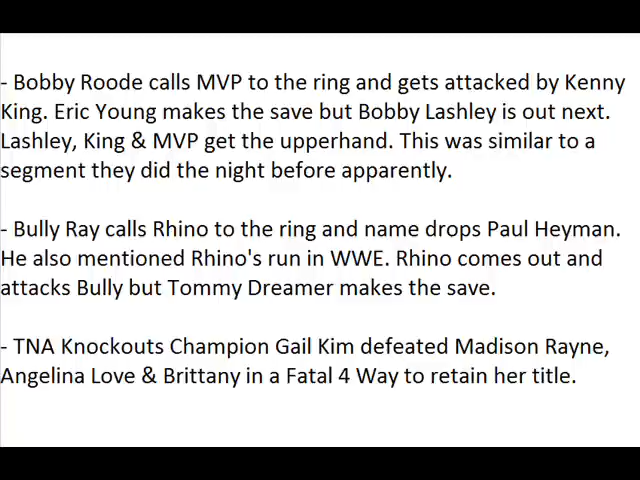 - Bobby Roode calls MVP to the ring and gets attacked by Kenny
King. Eric Young makes the save but Bobby Lashley is out next.
Lashley, King & MVP get the upperhand. This was similar to a
segment they did the night before apparently.
- Bully Ray calls Rhino to the ring and name drops Paul Heyman.
He also mentioned Rhino's run in WWE. Rhino comes out and
attacks Bully but Tommy Dreamer makes the save.
- TNA Knockouts Champion Gail Kim defeated Madison Rayne,
Angelina Love & Brittany in a Fatal 4 Way to retain her title.